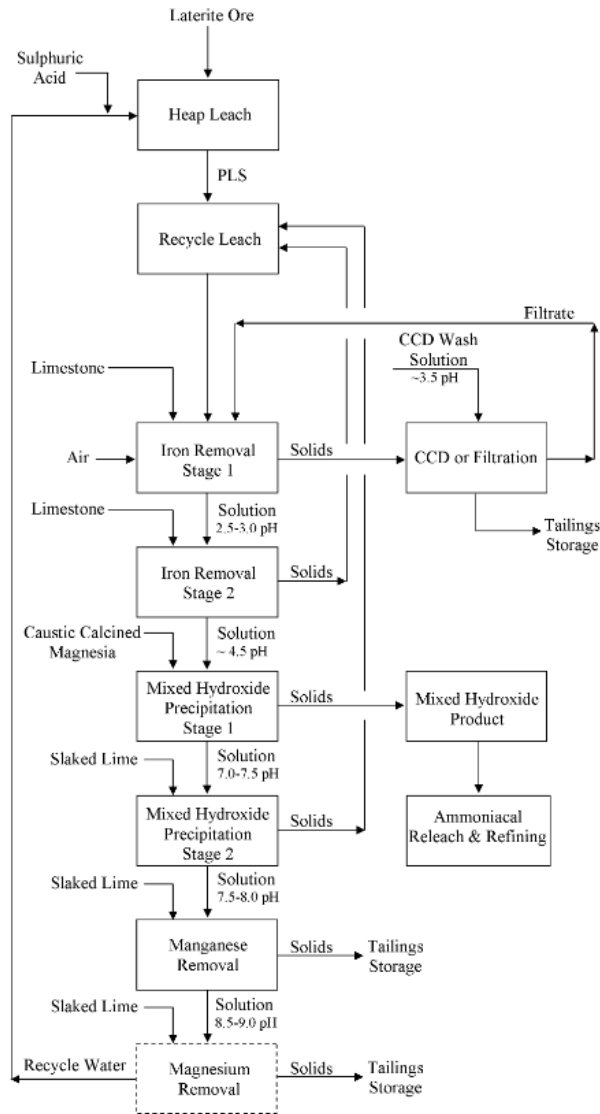 Laterite Ore
Sulphuric
Acid
Heap Leach
PLS
Recycle Leach
Filtrate
CCD Wash
Solution
~3.5 pH
Limestone
Air
Iron Removal
Stage 1
Solids
CCD or Filtration
Solution
2.5-3.0 pH
Limestone
Tailings
Storage
Iron Removal
Stage 2
Solids
Solution
~ 4.5 pH
Caustic Calcined
Magnesia
Mixed Hydroxide
Precipitation
Stage 1
Solids
Mixed Hydroxide
Product
Solution
7.0-7.5 pH
Slaked Lime
Mixed Hydroxide
Precipitation
Stage 2
Solids
Ammoniacal
Releach & Refining
Solution
7.5-8.0 pH
Slaked Lime
Manganese
Removal
Solids
Tailings
Storage
Solution
8.5-9.0 pH
Slaked Lime
Recycle Water
Magnesium
Removal
Solids
Tailings
Storage